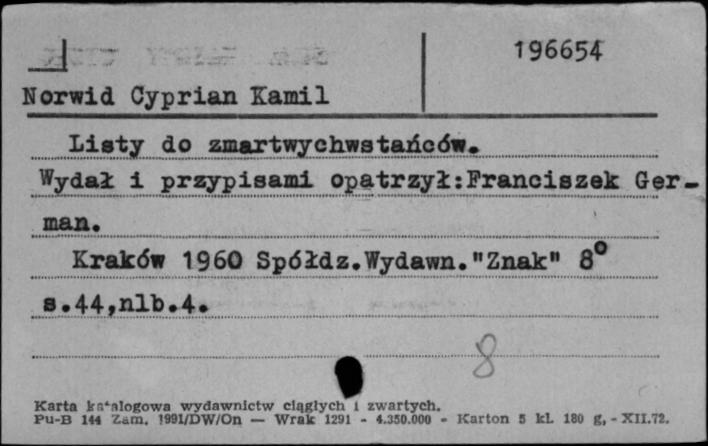 196654
Norwid Cyprian Kamil
Listy do zmartwychwstańców.
Wydał i przypisami opatrzył:Franciszek Ger-
man.
Kraków 1960 Spółdz.Wydawn."Znak" 8°
s.44,nlb.4.
8
Karta katalogowa wydawnictw ciągłych i zwartych.
Pu-B 144 Zam. 1991/DW/On — Wrak 1291 - 4.350.000 - Karton 5 kl. 180 g, - XII.72.